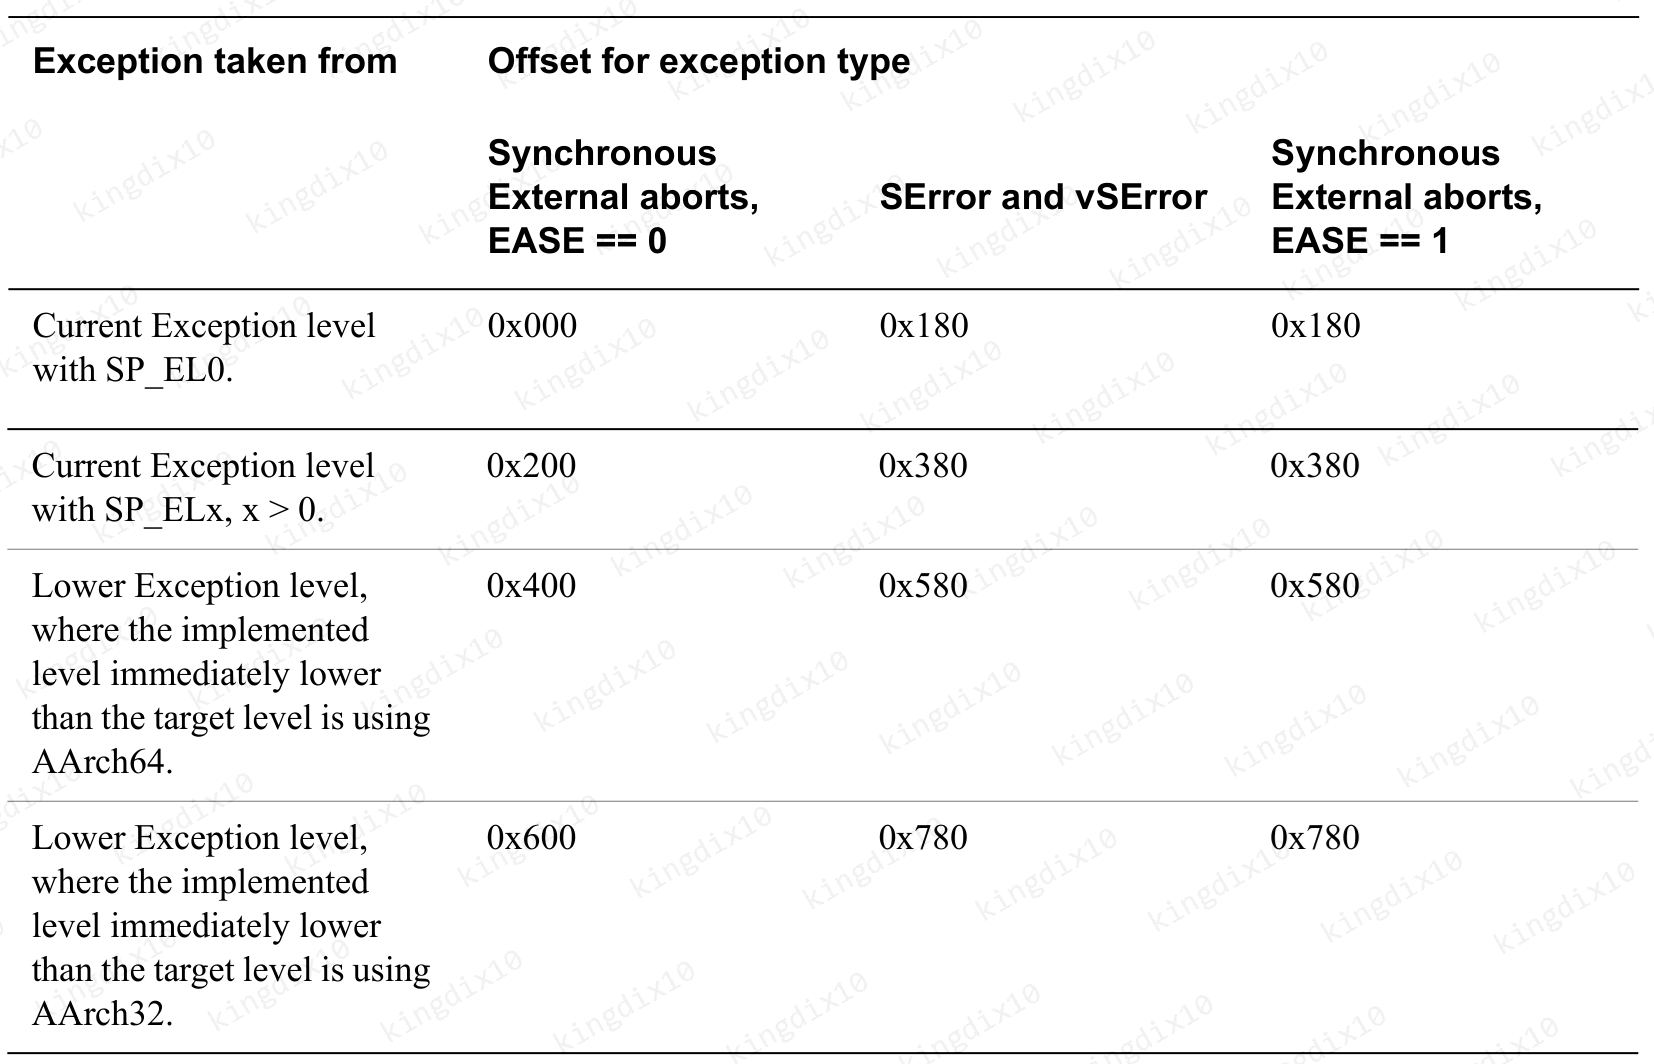 Exception taken from Offset for exception type
Synchronous External aborts, EASE == 0 SError and vSError Synchronous External aborts, EASE == 1
Current Exception level with SP_EL0. 0x000 0x180 0x180
Current Exception level with SP_ELx, x > 0. 0x200 0x380 0x380
Lower Exception level, where the implemented level immediately lower than the target level is using AArch64. 0x400 0x580 0x580
Lower Exception level, where the implemented level immediately lower than the target level is using AArch32. 0x600 0x780 0x780
kingdix10